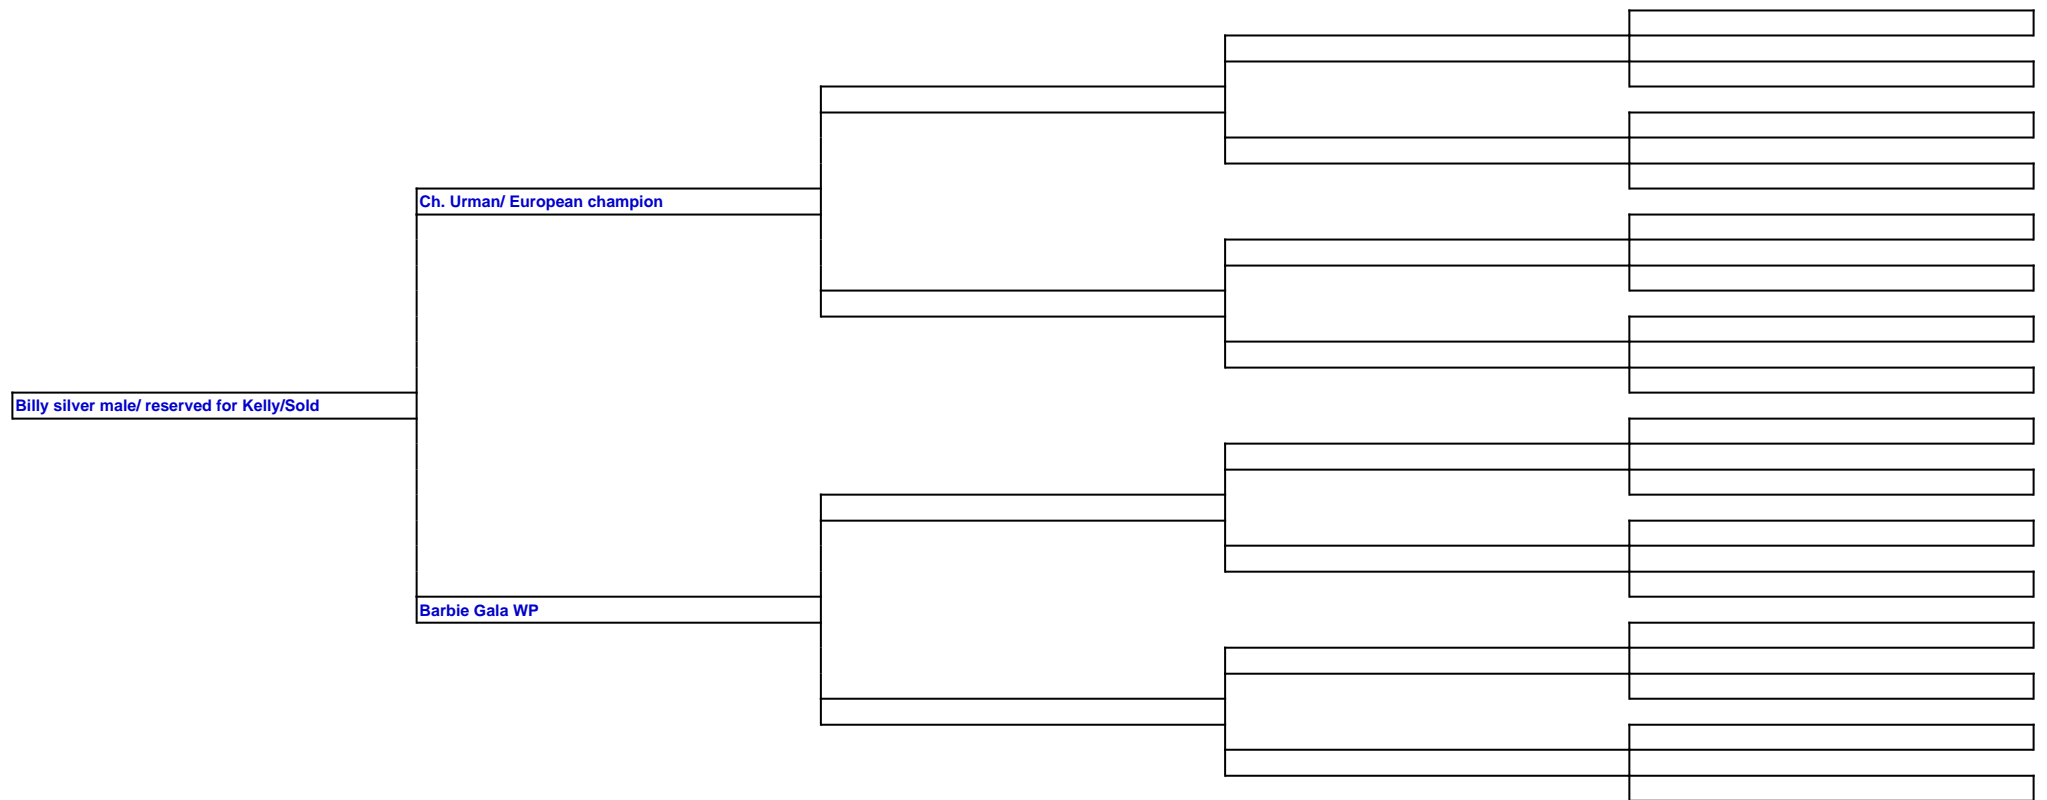 Ch. Urman/ European champion
Billy silver male/ reserved for Kelly/Sold
Barbie Gala WP